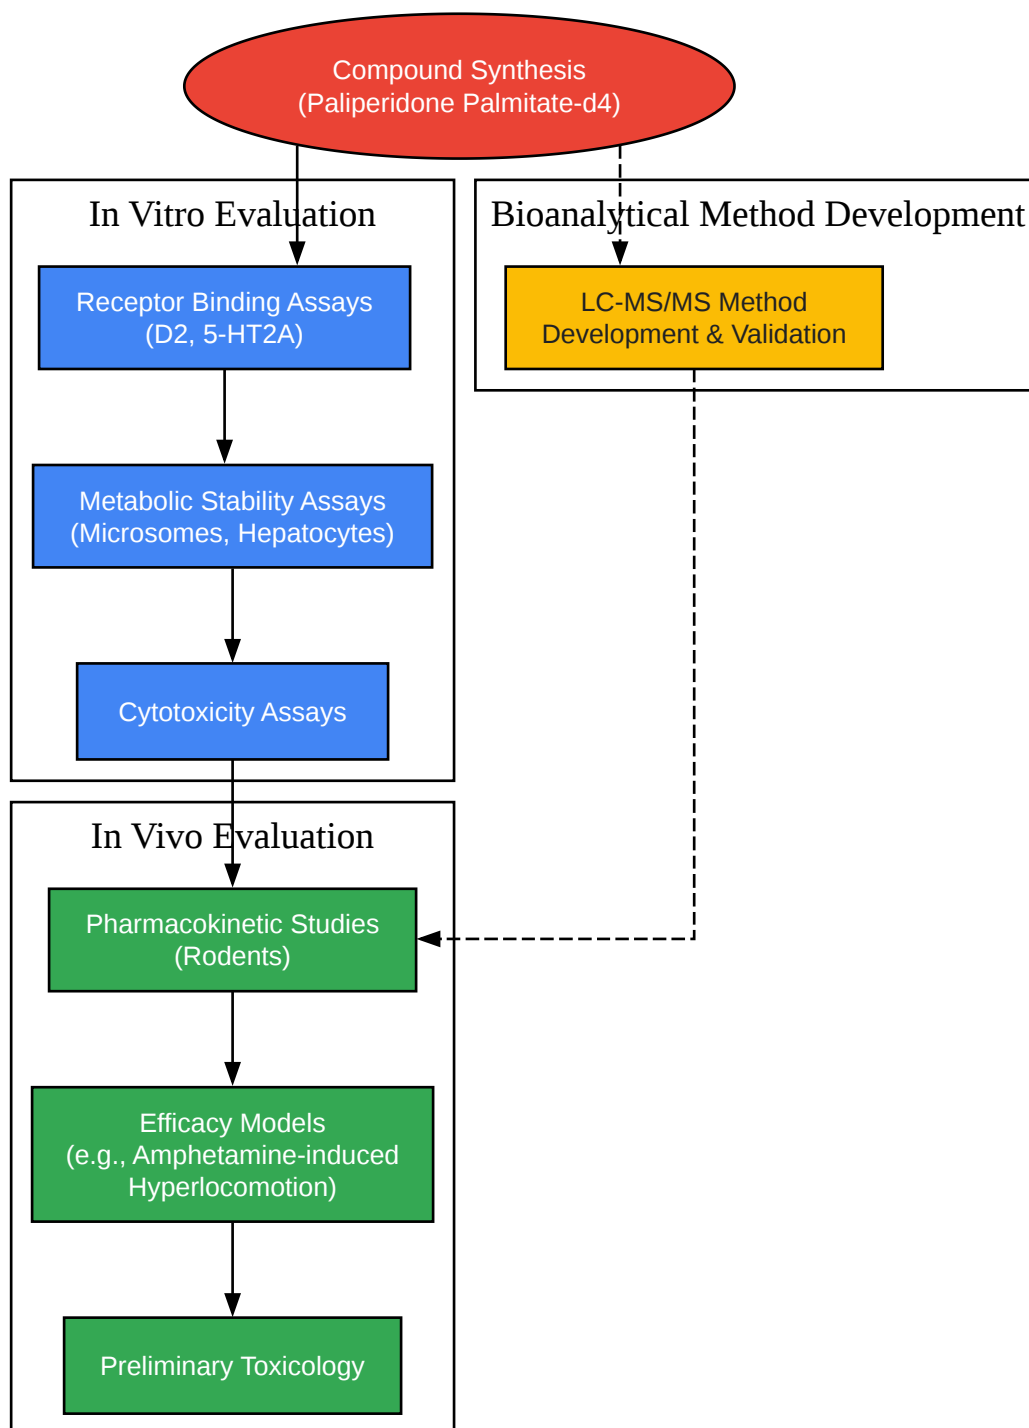 Compound Synthesis
(Paliperidone Palmitate-d4)
In Vitro Evaluation
Receptor Binding Assays
(D2, 5-HT2A)
Metabolic Stability Assays
(Microsomes, Hepatocytes)
Cytotoxicity Assays
Bioanalytical Method Development
LC-MS/MS Method
Development & Validation
In Vivo Evaluation
Pharmacokinetic Studies
(Rodents)
Efficacy Models
(e.g., Amphetamine-induced
Hyperlocomotion)
Preliminary Toxicology